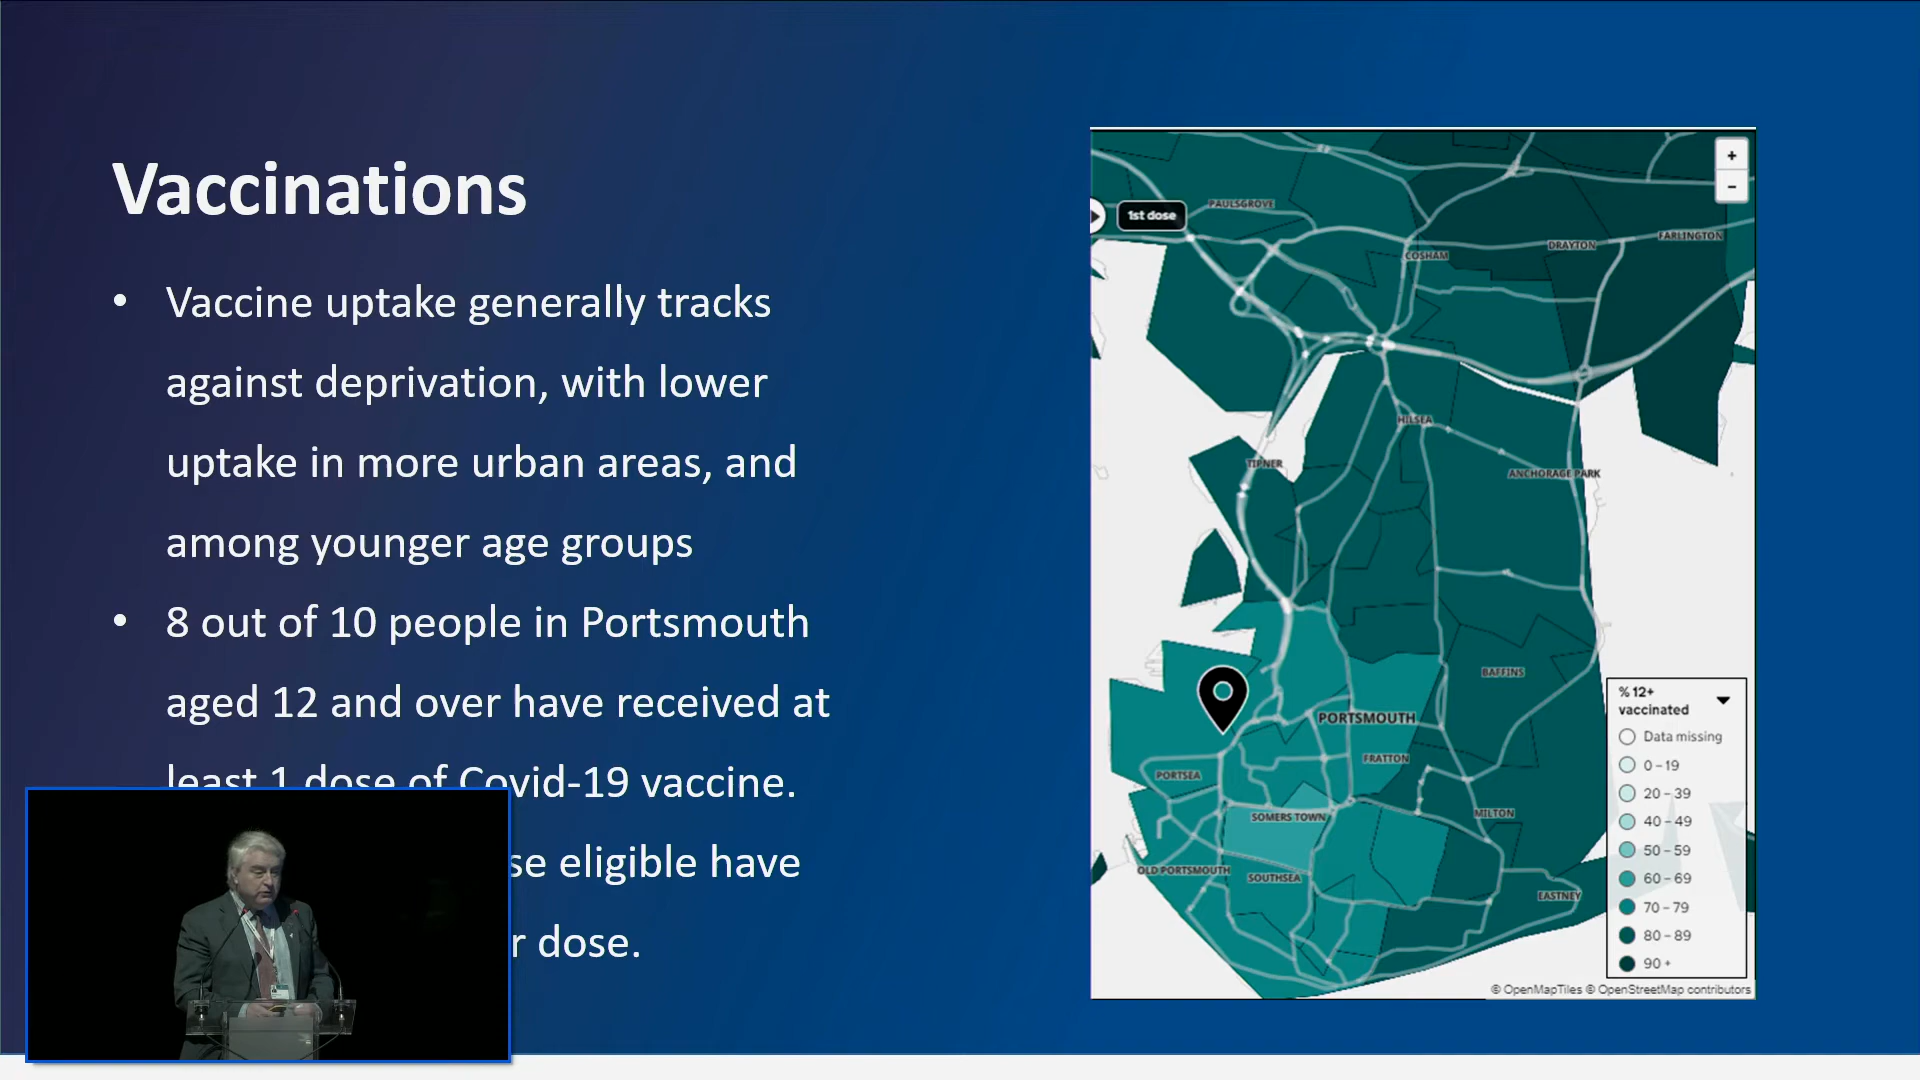 Vaccinations
• Vaccine uptake generally tracks
against deprivation, with lower
uptake in more urban areas, and
among younger age groups
• 8 out of 10 people in Portsmouth
aged 12 and over have received at
least 1 dose of Covid-19 vaccine.
eligible have
dose.
+
−
1st dose
PAULSGROVE
FARLINGTON
DRAYTON
COSHAM
HILSEA
TIPNER
ANCHORAGE PARK
BAFFINS
PORTSMOUTH
FRATTON
PORTSEA
SOMERS TOWN
MILTON
OLD PORTSMOUTH
SOUTHSEA
EASTNEY
% 12+
vaccinated
Data missing
0 – 19
20 – 39
40 – 49
50 – 59
60 – 69
70 – 79
80 – 89
90 +
© OpenMapTiles © OpenStreetMap contributors